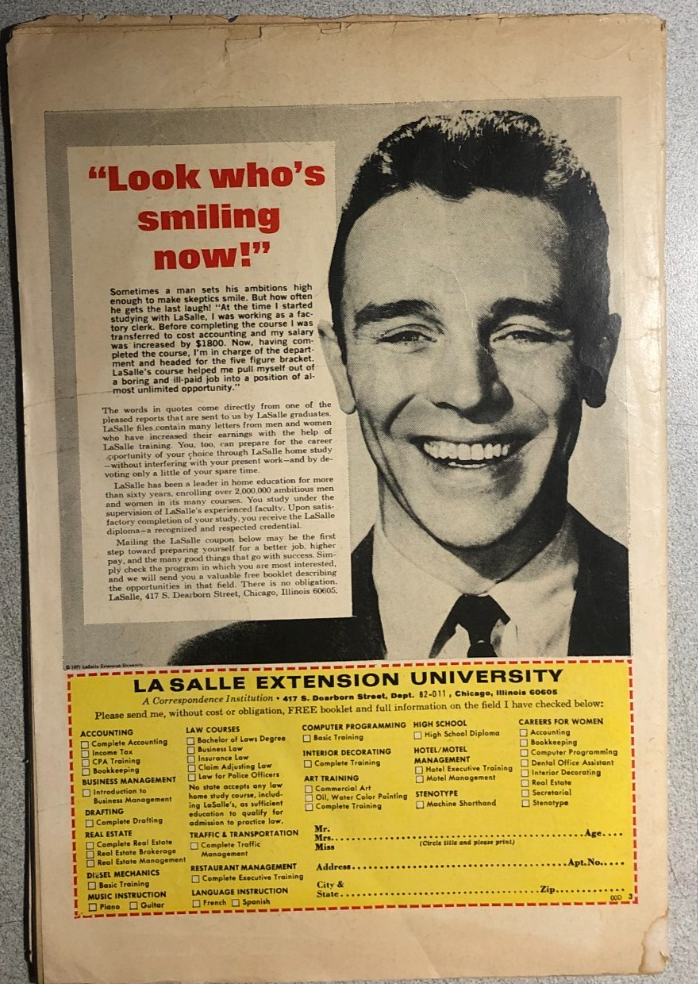 “Look who’s
smiling
now!”
Sometimes a man sets his ambitions high
enough to make skeptics smile. But how often
he gets the last laugh! “At the time I started
studying with LaSalle, I was working as a fac-
tory clerk. Before completing the course I was
transferred to cost accounting and my salary
was increased by $1800. Now, having com-
pleted the course, I’m in charge of the depart-
ment and headed for the five figure bracket.
LaSalle’s course helped me pull myself out of
a boring and ill-paid job into a position of al-
most unlimited opportunity.”
The words in quotes come directly from one of the
pleased reports that are sent to us by LaSalle graduates.
LaSalle files contain many letters from men and women
who have increased their earnings with the help of
LaSalle training. You, too, can prepare for the career
opportunity of your choice through LaSalle home study
—without interfering with your present work—and by de-
voting only a little of your spare time.
LaSalle has been a leader in home education for more
than sixty years, enrolling over 2,000,000 ambitious men
and women in its many courses. You study under the
supervision of LaSalle’s experienced faculty. Upon satis-
factory completion of your study, you receive the LaSalle
diploma—a recognized and respected credential.
Mailing the LaSalle coupon below may be the first
step toward preparing yourself for a better job, higher
pay, and the many good things that go with success. Sim-
ply check the program in which you are most interested,
and we will send you a valuable free booklet describing
the opportunities in that field. There is no obligation.
LaSalle, 417 S. Dearborn Street, Chicago, Illinois 60605.
© 1971 LaSalle Extension University
LA SALLE EXTENSION UNIVERSITY
A Correspondence Institution • 417 S. Dearborn Street, Dept. 82-011, Chicago, Illinois 60605
Please send me, without cost or obligation, FREE booklet and full information on the field I have checked below:
ACCOUNTING
Complete Accounting
Income Tax
CPA Training
Bookkeeping
BUSINESS MANAGEMENT
Introduction to
Business Management
DRAFTING
Complete Drafting
REAL ESTATE
Complete Real Estate
Real Estate Brokerage
Real Estate Management
DIESEL MECHANICS
Basic Training
MUSIC INSTRUCTION
Piano Guitar
LAW COURSES
Bachelor of Laws Degree
Business Law
Insurance Law
Claim Adjusting Law
Law for Police Officers
No state accepts any law
home study course, includ-
ing LaSalle’s, as sufficient
education to qualify for
admission to practice law.
TRAFFIC & TRANSPORTATION
Complete Traffic
Management
RESTAURANT MANAGEMENT
Complete Executive Training
LANGUAGE INSTRUCTION
French Spanish
COMPUTER PROGRAMMING
Basic Training
INTERIOR DECORATING
Complete Training
ART TRAINING
Commercial Art
Oil, Water Color Painting
Complete Training
HIGH SCHOOL
High School Diploma
HOTEL/MOTEL
MANAGEMENT
Hotel Executive Training
Motel Management
STENOTYPE
Machine Shorthand
CAREERS FOR WOMEN
Accounting
Bookkeeping
Computer Programming
Dental Office Assistant
Interior Decorating
Real Estate
Secretarial
Stenotype
Mr.
Mrs. Age
Miss (Circle title and please print)
Address Apt. No.
City &
State Zip
000 3